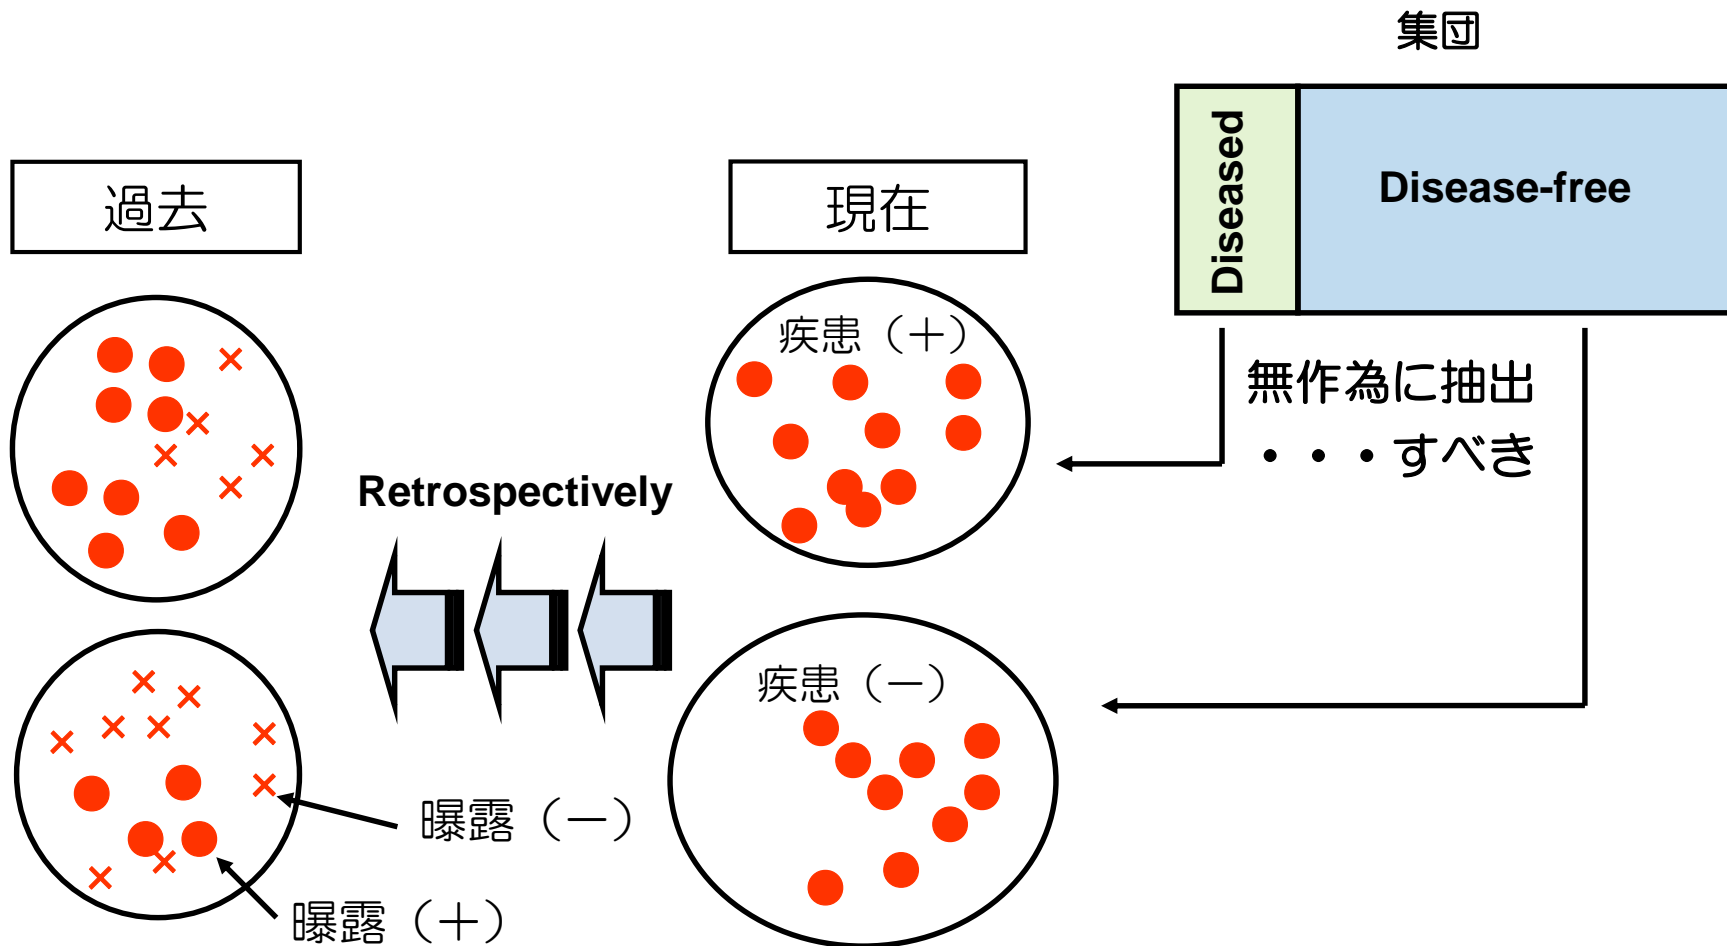 集団
Diseased
Disease-free
過去
現在
疾患（＋）
無作為に抽出
・・・すべき
Retrospectively
疾患（－）
曝露（－）
曝露（＋）